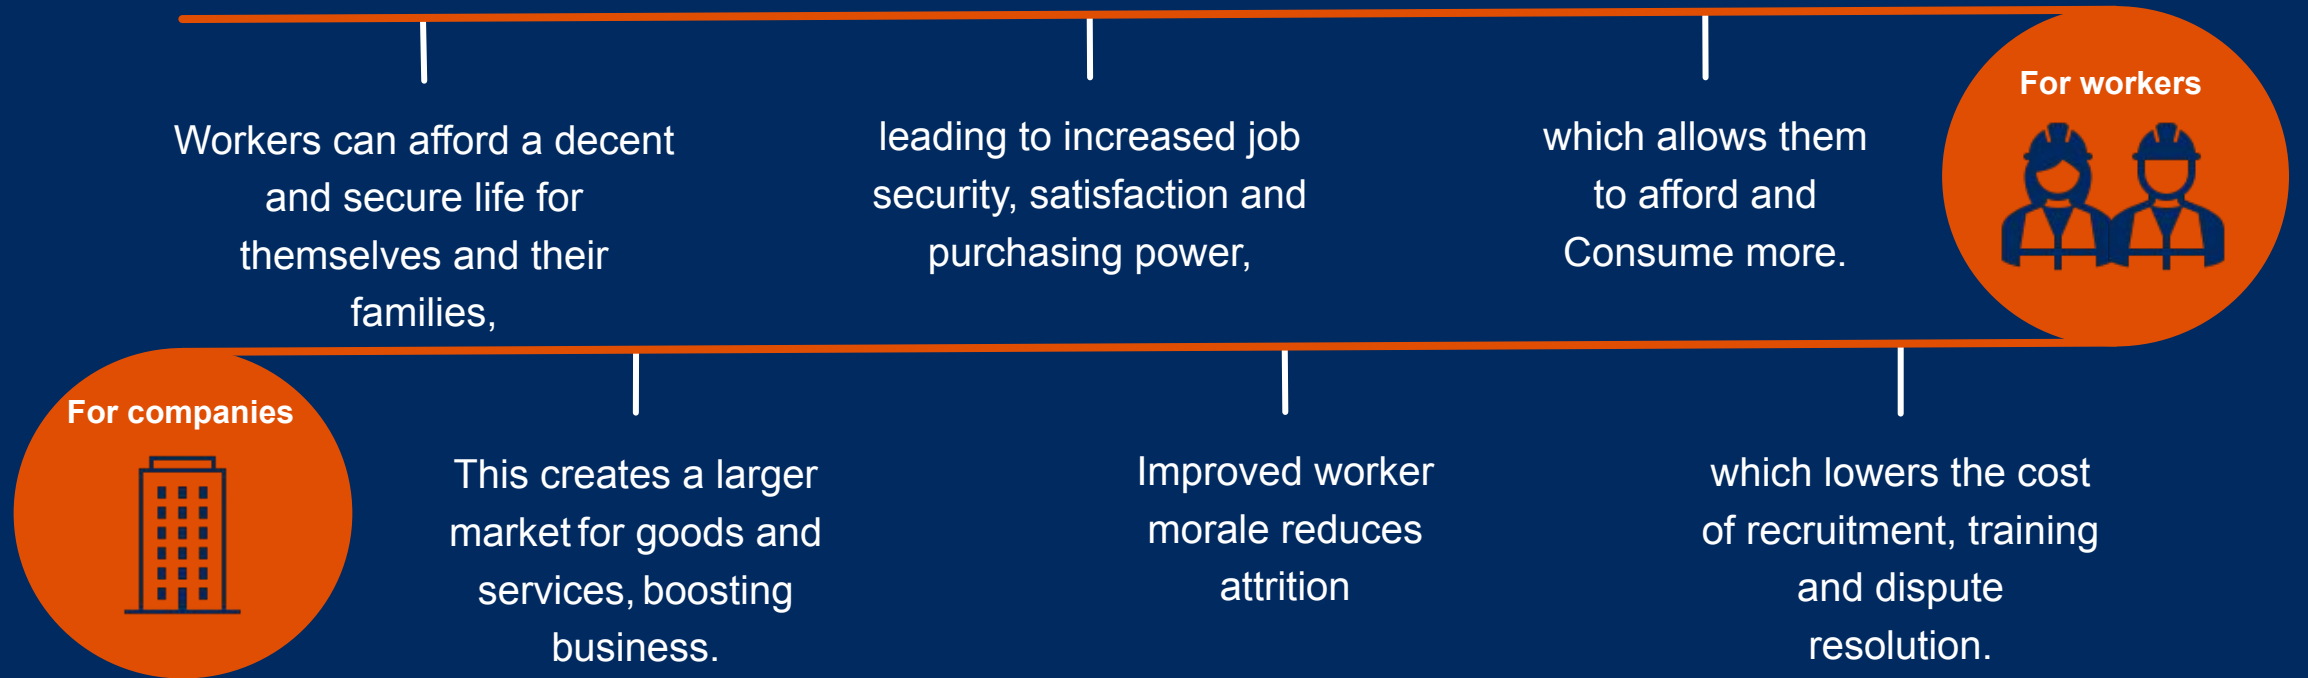 For workers
Workers can afford a decent
and secure life for
themselves and their
families,
leading to increased job
security, satisfaction and
purchasing power,
which allows them
to afford and
Consume more.
For companies
This creates a larger
market for goods and
services, boosting
business.
Improved worker
morale reduces
attrition
which lowers the cost
of recruitment, training
and dispute
resolution.